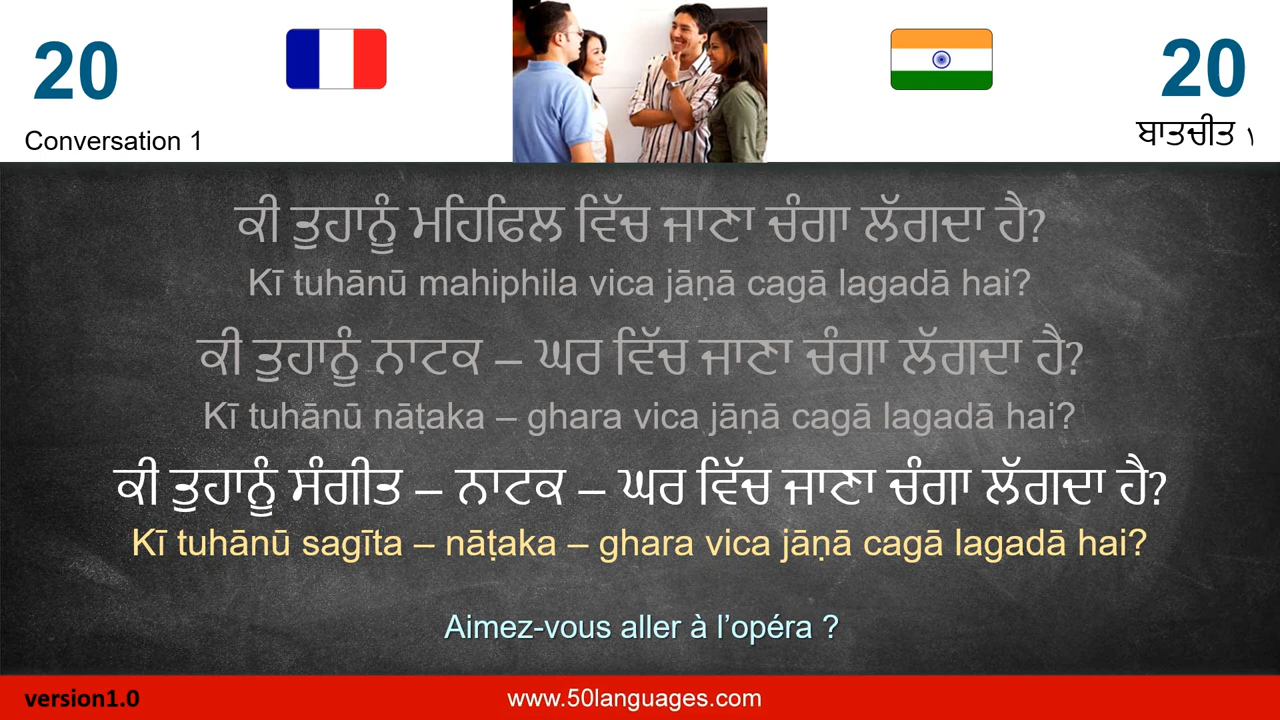 20
20
Conversation 1
ਬਾਤਚੀਤ ੧
ਕੀ ਤੁਹਾਨੂੰ ਮਹਿਫਿਲ ਵਿੱਚ ਜਾਣਾ ਚੰਗਾ ਲੱਗਦਾ ਹੈ?
Kī tuhānū mahiphila vica jāṇā cagā lagadā hai?
ਕੀ ਤੁਹਾਨੂੰ ਨਾਟਕ – ਘਰ ਵਿੱਚ ਜਾਣਾ ਚੰਗਾ ਲੱਗਦਾ ਹੈ?
Kī tuhānū nāṭaka – ghara vica jāṇā cagā lagadā hai?
ਕੀ ਤੁਹਾਨੂੰ ਸੰਗੀਤ – ਨਾਟਕ – ਘਰ ਵਿੱਚ ਜਾਣਾ ਚੰਗਾ ਲੱਗਦਾ ਹੈ?
Kī tuhānū sagīta – nāṭaka – ghara vica jāṇā cagā lagadā hai?
Aimez-vous aller à l’opéra ?
version1.0
www.50languages.com